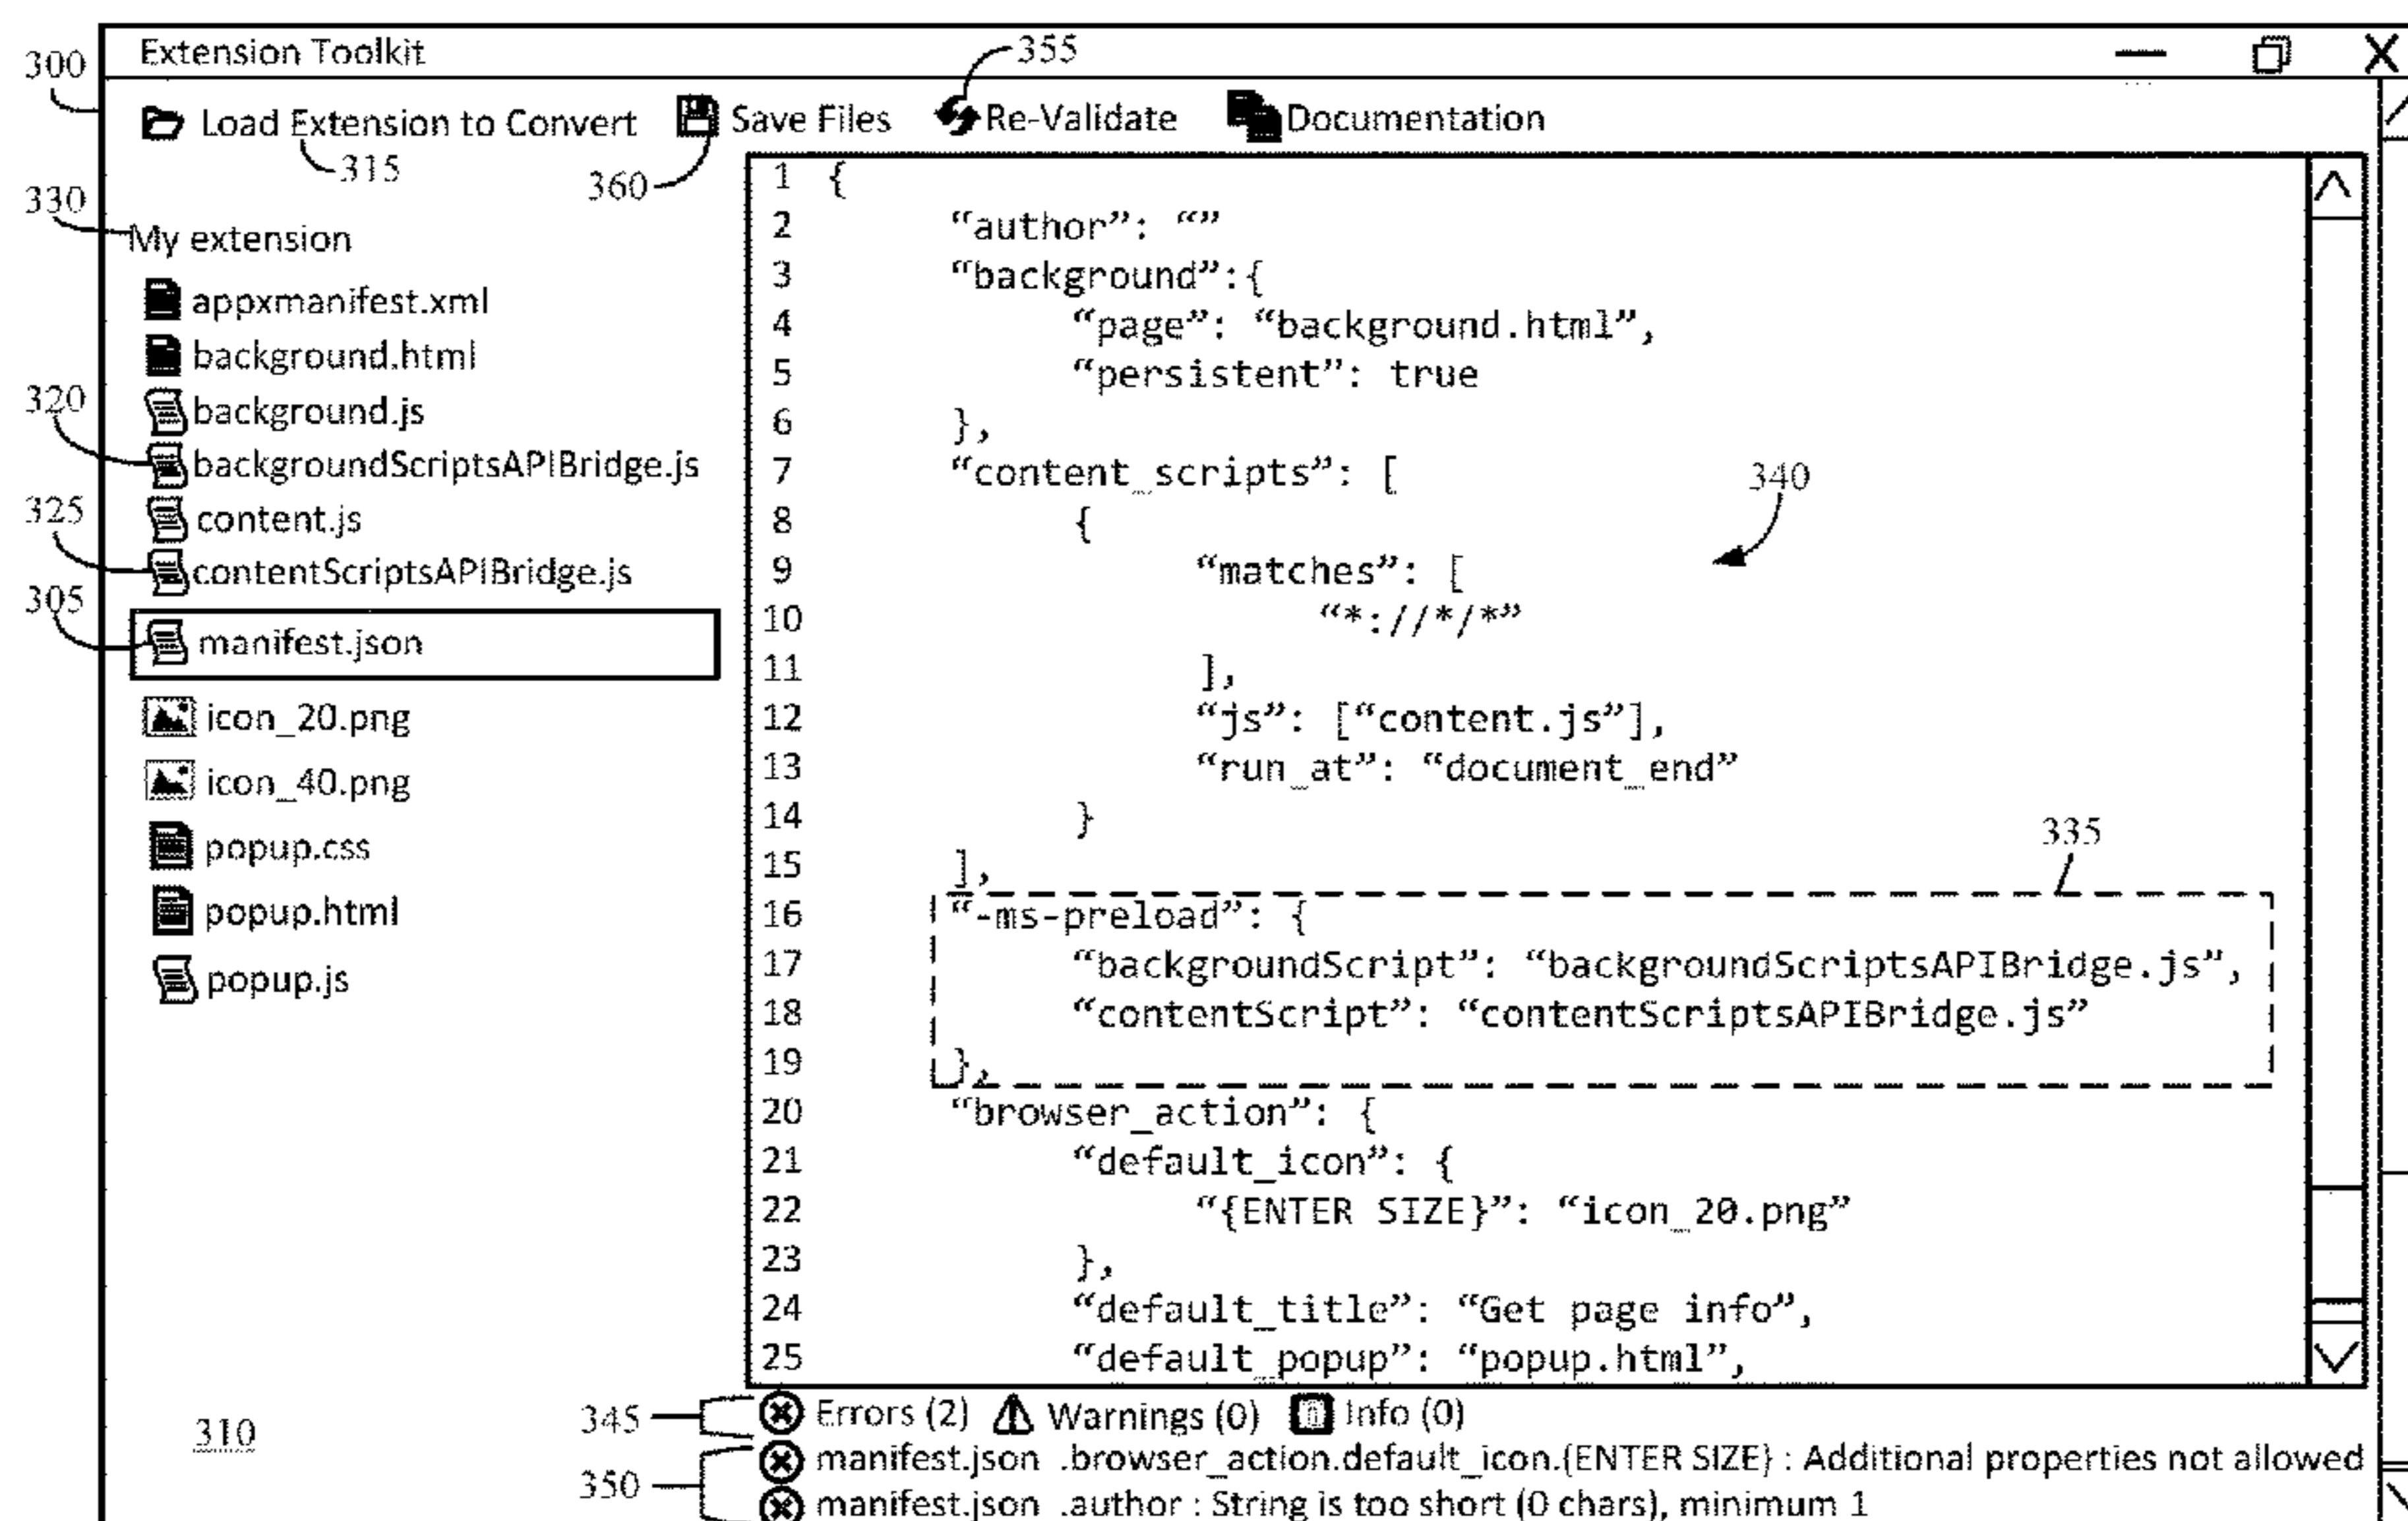 Extension Toolkit
300
355
Load Extension to Convert Save Files Re-Validate Documentation
315
360
330
My extension
appxmanifest.xml
background.html
320
background.js
backgroundScriptsAPIBridge.js
325
content.js
contentScriptsAPIBridge.js
305
manifest.json
icon_20.png
icon_40.png
popup.css
popup.html
popup.js
310
1 {
2 “author”: “”
3 “background”:{
4 “page”: “background.html”,
5 “persistent”: true
6 },
7 “content_scripts”: [
340
8 {
9 “matches”: [
10 “*://*/*”
11 ],
12 “js”: [“content.js”],
13 “run_at”: “document_end”
14 }
335
15 ],
16 “-ms-preload”: {
17 “backgroundScript”: “backgroundScriptsAPIBridge.js”,
18 “contentScript”: “contentScriptsAPIBridge.js”
19 },
20 “browser_action”: {
21 “default_icon”: {
22 “{ENTER SIZE}”: “icon_20.png”
23 },
24 “default_title”: “Get page info”,
25 “default_popup”: “popup.html”,
345 Errors (2) Warnings (0) Info (0)
350
manifest.json .browser_action.default_icon.{ENTER SIZE} : Additional properties not allowed
manifest.json .author : String is too short (0 chars), minimum 1